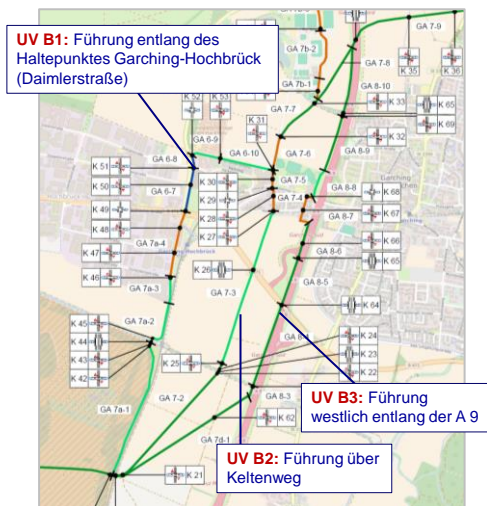 UV B1: Führung entlang des
Haltepunktes Garching-Hochbrück
(Daimlerstraße)
GA 7-9
GA 7b-2
GA 7-8
K 35
K 36
GA 7b-1
GA 8-10
K 52
K 53
K 33
K 65
GA 7-7
K 31
K 69
GA 6-9
K 32
GA 6-10
GA 7-6
GA 8-9
K 51
GA 6-8
K 50
K 30
GA 7-5
GA 8-8
GA 6-7
K 29
GA 7-4
K 68
K 49
K 28
GA 8-7
K 67
K 48
K 27
K 47
GA 7a-4
K 66
GA 8-6
K 65
K 46
K 26
GA 7a-3
GA 7-3
GA 8-5
K 64
K 45
GA 7a-2
K 44
K 43
K 42
GA 8-4
K 24
K 25
K 23
K 22
GA 7-2
GA 8-3
GA 7a-1
K 62
GA 7d-1
UV B3: Führung
westlich entlang der A 9
UV B2: Führung über
Keltenweg
K 21